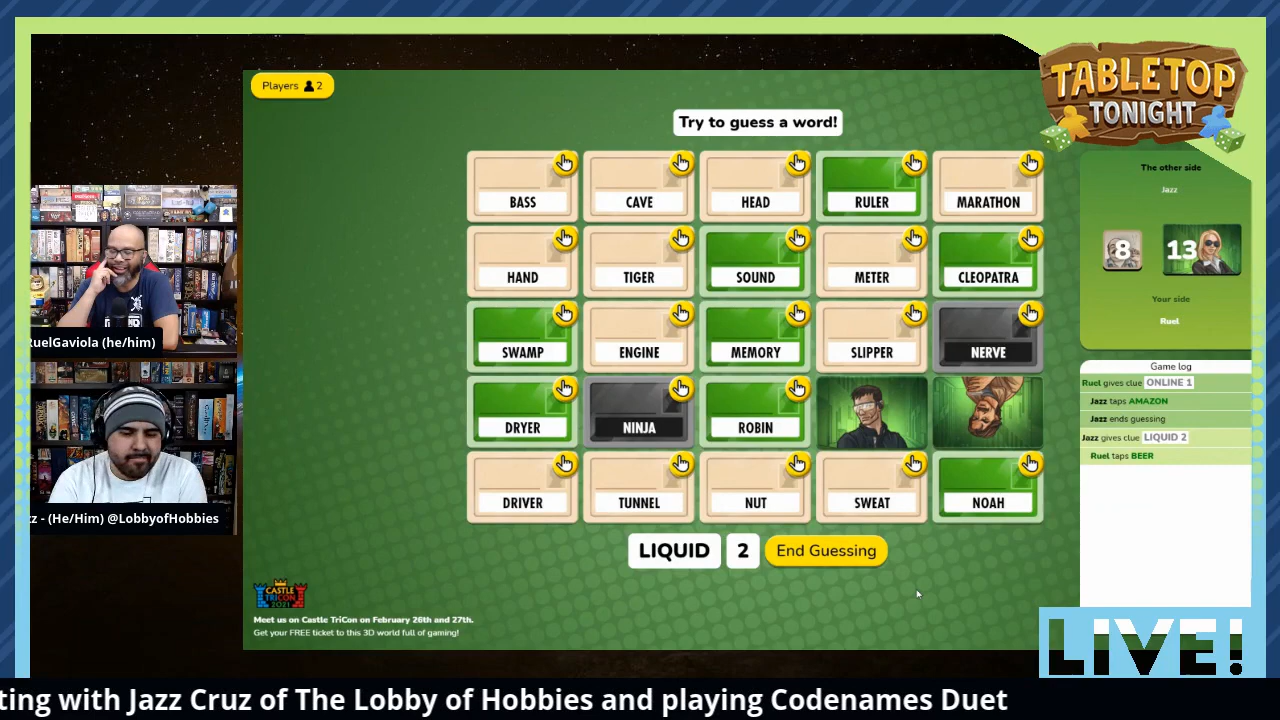 TABLETOP
TONIGHT
Players 2
Try to guess a word!
BASS
CAVE
HEAD
RULER
MARATHON
HAND
TIGER
SOUND
METER
CLEOPATRA
SWAMP
ENGINE
MEMORY
SLIPPER
NERVE
DRYER
NINJA
ROBIN
DRIVER
TUNNEL
NUT
SWEAT
NOAH
LIQUID 2 End Guessing
The other side
Jazz
8 13
Your side
Ruel
Game log
Ruel gives clue ONLINE 1
Jazz taps AMAZON
Jazz ends guessing
Jazz gives clue LIQUID 2
Ruel taps BEER
RuelGaviola (he/him)
zz - (He/Him) @LobbyofHobbies
CASTLE
TRICON
2021
Meet us on Castle TriCon on February 26th and 27th.
Get your FREE ticket to this 3D world full of gaming!
LIVE!
ting with Jazz Cruz of The Lobby of Hobbies and playing Codenames Duet